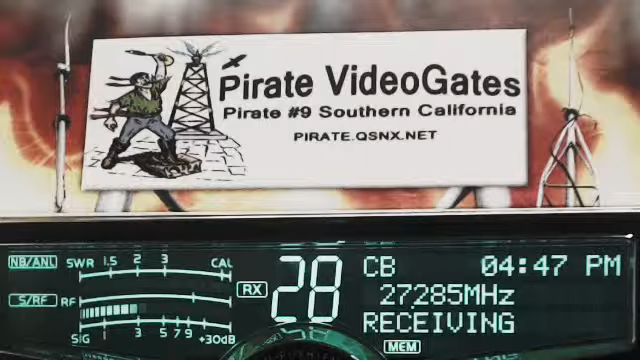 Pirate VideoGates
Pirate #9 Southern California
PIRATE.QSNX.NET
NB/ANL SWR 1.5 2 3 CAL
S/RF RF
SIG 1 3 5 7 9 +30dB
RX 28 CB 04:47 PM
27285MHz
RECEIVING
MEM